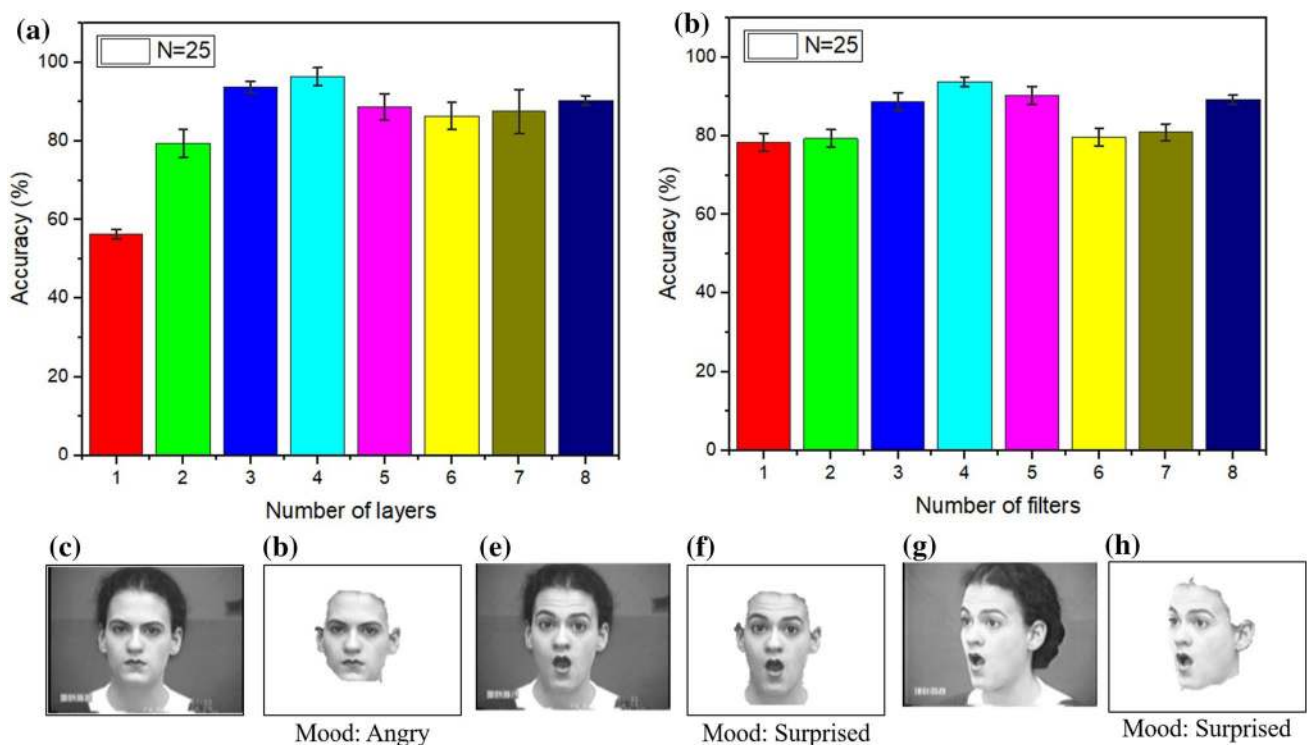 (a)
N=25
Accuracy (%)
100
80
60
40
20
0
1 2 3 4 5 6 7 8
Number of layers
(b)
N=25
Accuracy (%)
100
80
60
40
20
0
1 2 3 4 5 6 7 8
Number of filters
(c) (b) (e) (f) (g) (h)
Mood: Angry
Mood: Surprised
Mood: Surprised